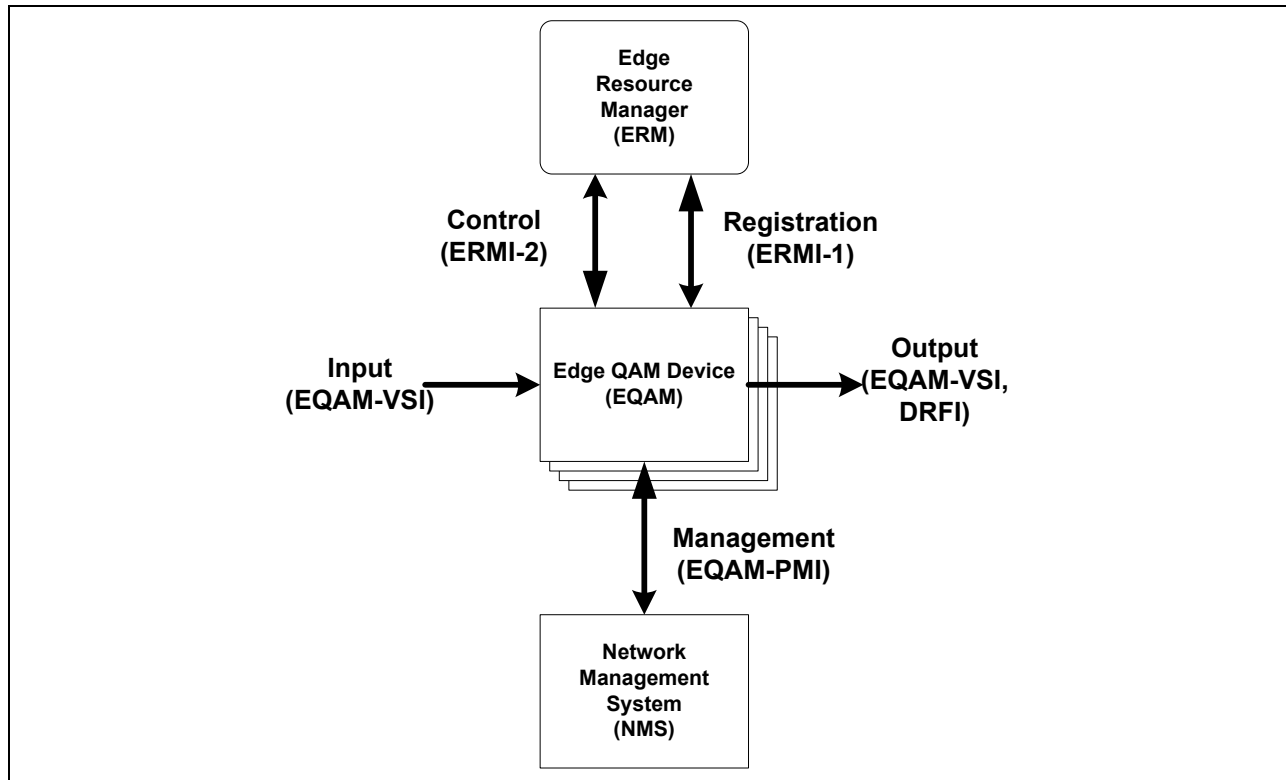 Edge
Resource
Manager
(ERM)
Control
(ERMI-2)
Registration
(ERMI-1)
Input
(EQAM-VSI)
Edge QAM Device
(EQAM)
Output
(EQAM-VSI,
DRFI)
Management
(EQAM-PMI)
Network
Management
System
(NMS)